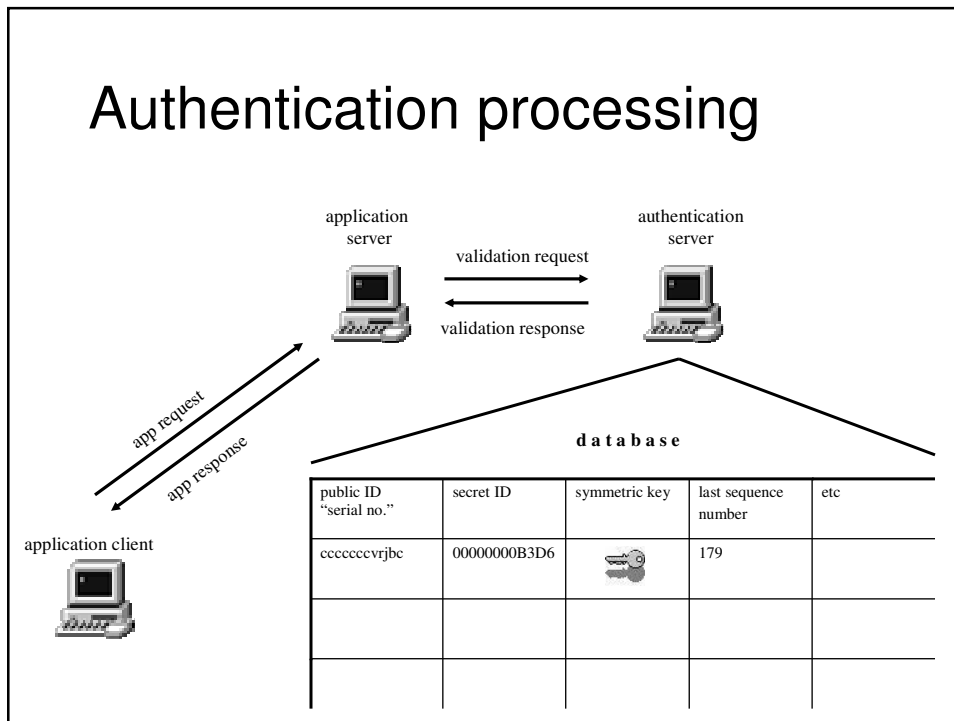 Authentication processing
application
server
authentication
server
validation request
validation response
app request
app response
application client
d a t a b a s e
public ID
“serial no.”
secret ID
symmetric key
last sequence
number
etc
cccccccvrjbc
00000000B3D6
179